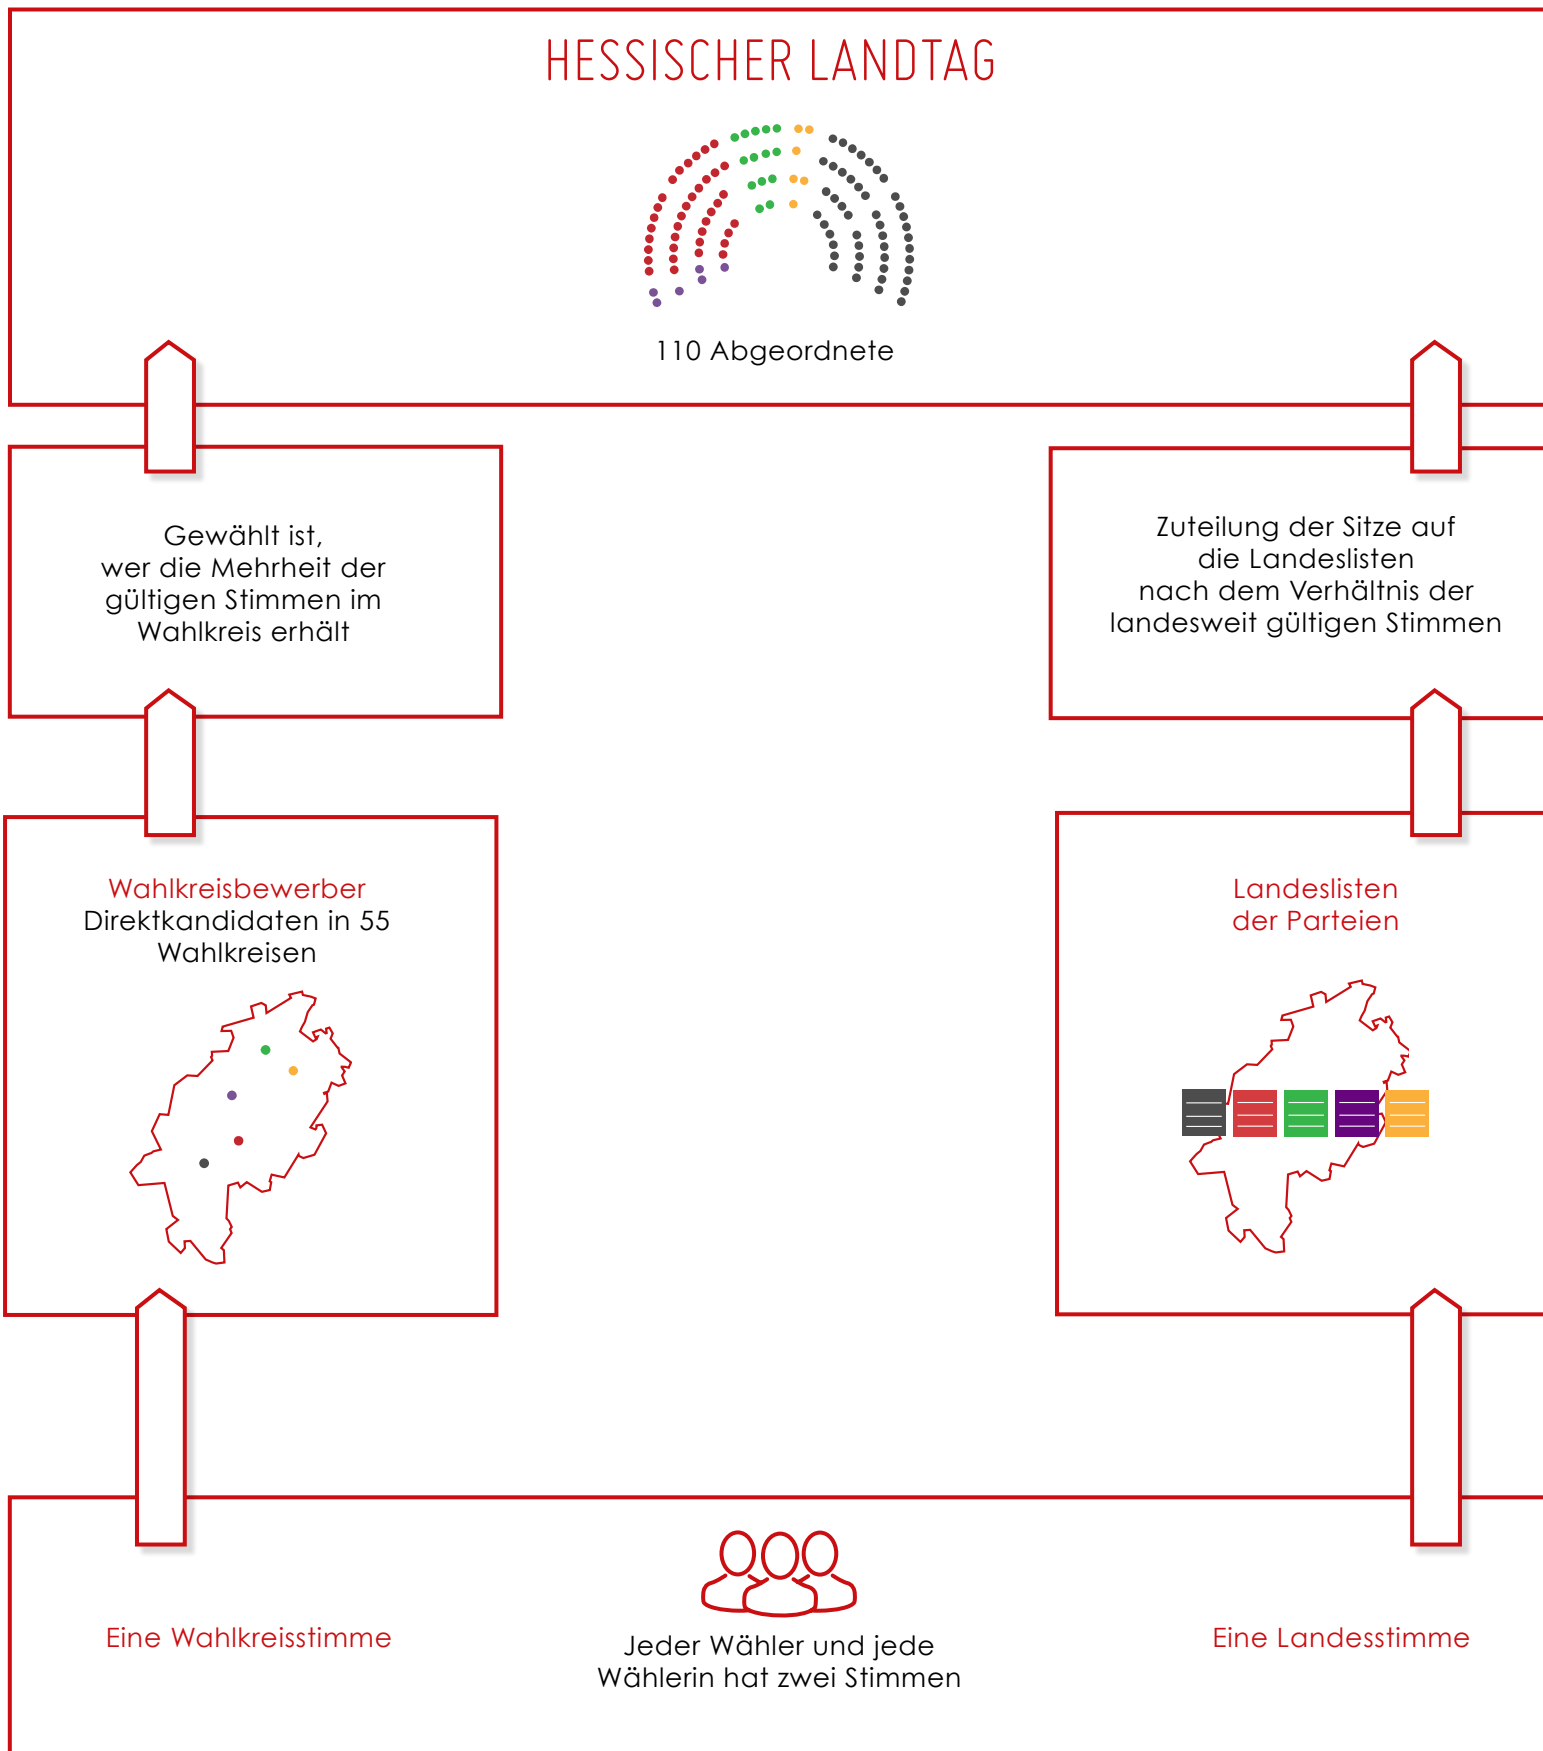 HESSISCHER LANDTAG
110 Abgeordnete
Gewählt ist,
wer die Mehrheit der
gültigen Stimmen im
Wahlkreis erhält
Zuteilung der Sitze auf
die Landeslisten
nach dem Verhältnis der
landesweit gültigen Stimmen
Wahlkreisbewerber
Direktkandidaten in 55
Wahlkreisen
Landeslisten
der Parteien
Eine Wahlkreisstimme
Jeder Wähler und jede
Wählerin hat zwei Stimmen
Eine Landesstimme